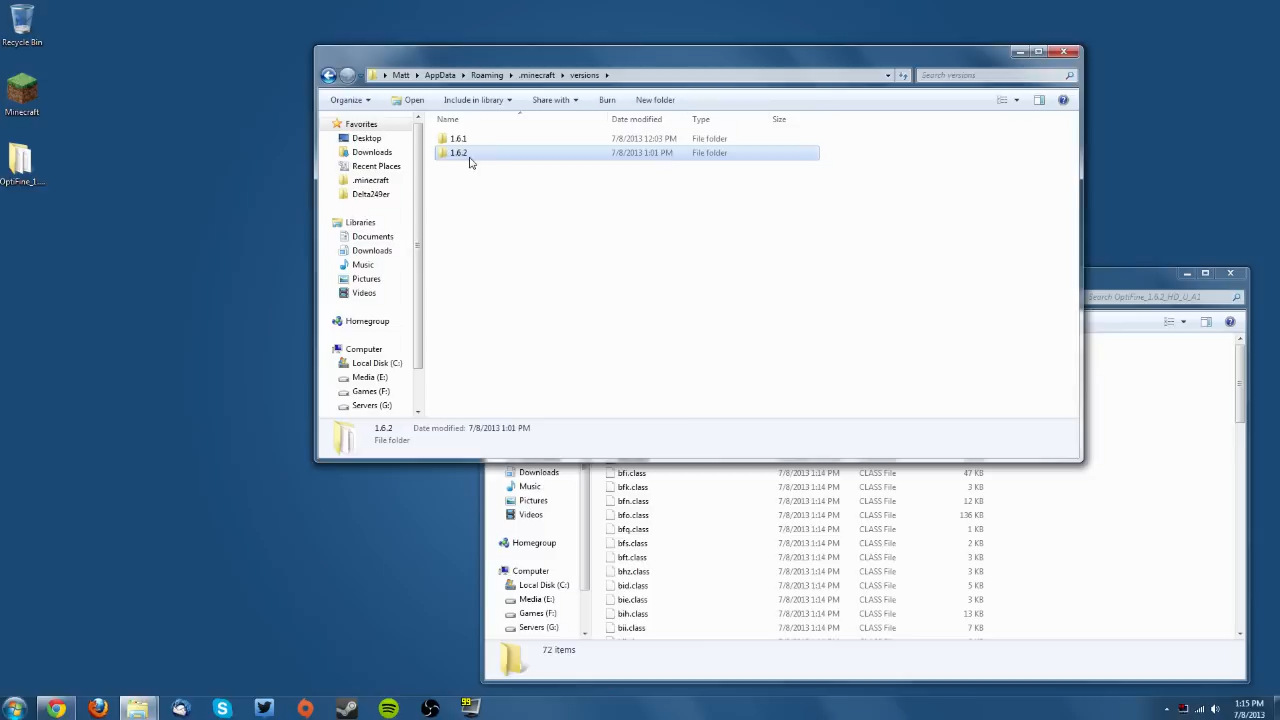 Recycle Bin
Minecraft
OptiFine_1....
Matt
AppData
Roaming
.minecraft
versions
Search versions
Organize
Open
Include in library
Share with
Burn
New folder
Name
Date modified
Type
Size
Favorites
Desktop
Downloads
Recent Places
.minecraft
Delta249er
Libraries
Documents
Downloads
Music
Pictures
Videos
Homegroup
Computer
Local Disk (C:)
Media (E:)
Games (F:)
Servers (G:)
1.6.1 7/8/2013 12:03 PM File folder
1.6.2 7/8/2013 1:01 PM File folder
1.6.2 Date modified: 7/8/2013 1:01 PM
File folder
Search OptiFine_1.6.2_HD_U_A1
Downloads
Music
Pictures
Videos
Homegroup
Computer
Local Disk (C:)
Media (E:)
Games (F:)
Servers (G:)
bfi.class 7/8/2013 1:14 PM CLASS File 47 KB
bfk.class 7/8/2013 1:14 PM CLASS File 3 KB
bfn.class 7/8/2013 1:14 PM CLASS File 12 KB
bfo.class 7/8/2013 1:14 PM CLASS File 136 KB
bfq.class 7/8/2013 1:14 PM CLASS File 1 KB
bfs.class 7/8/2013 1:14 PM CLASS File 2 KB
bft.class 7/8/2013 1:14 PM CLASS File 3 KB
bhz.class 7/8/2013 1:14 PM CLASS File 3 KB
bid.class 7/8/2013 1:14 PM CLASS File 5 KB
bie.class 7/8/2013 1:14 PM CLASS File 3 KB
bih.class 7/8/2013 1:14 PM CLASS File 13 KB
bii.class 7/8/2013 1:14 PM CLASS File 7 KB
72 items
99
1:15 PM
7/8/2013